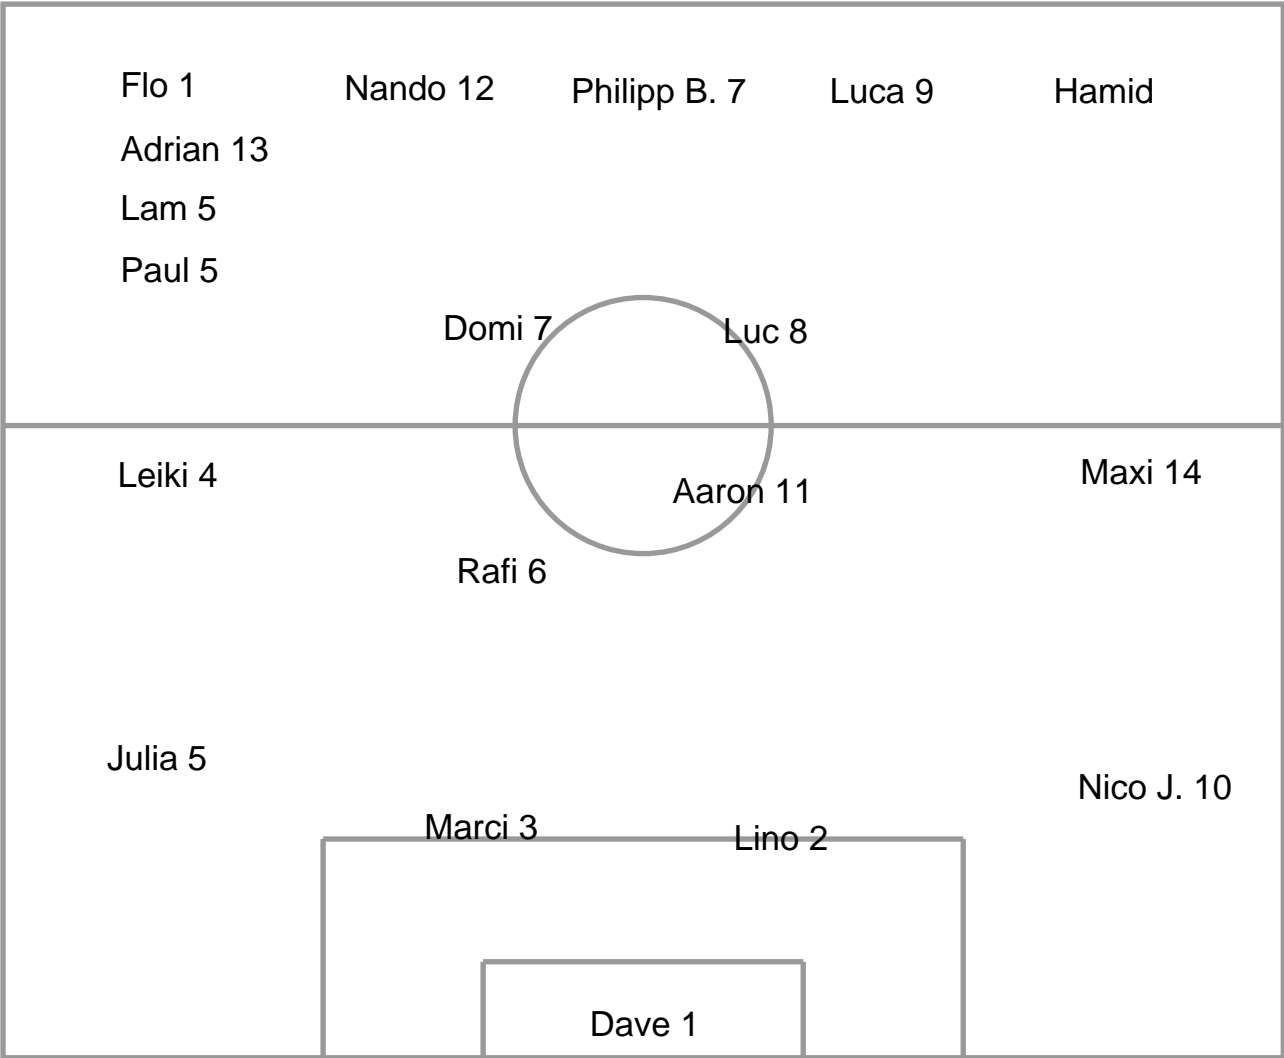 Flo 1
Nando 12
Philipp B. 7
Luca 9
Hamid
Adrian 13
Lam 5
Paul 5
Domi 7
Luc 8
Leiki 4
Maxi 14
Aaron 11
Rafi 6
Julia 5
Nico J. 10
Marci 3
Lino 2
Dave 1